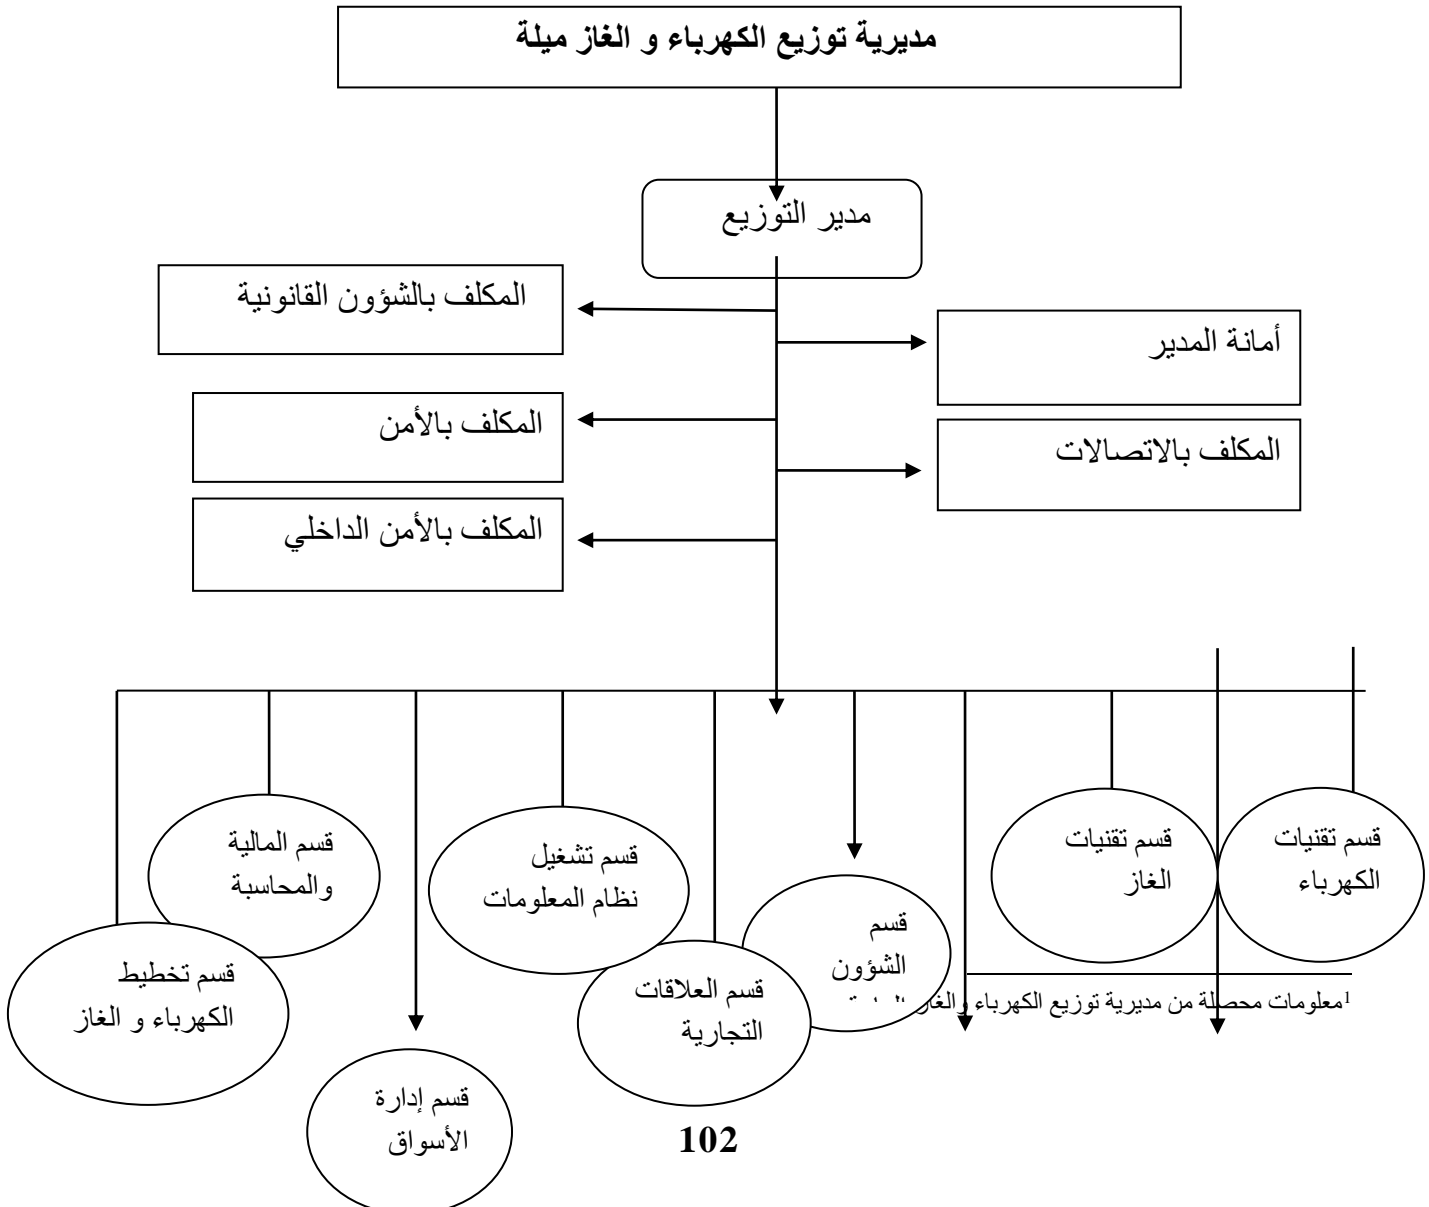 مديرية توزيع الكهرباء و الغاز ميلة
مدير التوزيع
المكلف بالشؤون القانونية
أمانة المدير
المكلف بالأمن
المكلف بالاتصالات
المكلف بالأمن الداخلي
قسم تقنيات
الكهرباء
قسم تقنيات
الغاز
قسم
الشؤون
قسم العلاقات
التجارية
قسم تشغيل
نظام المعلومات
قسم إدارة
الأسواق
قسم المالية
والمحاسبة
قسم تخطيط
الكهرباء و الغاز
1معلومات محصلة من مديرية توزيع الكهرباء والغاز
102